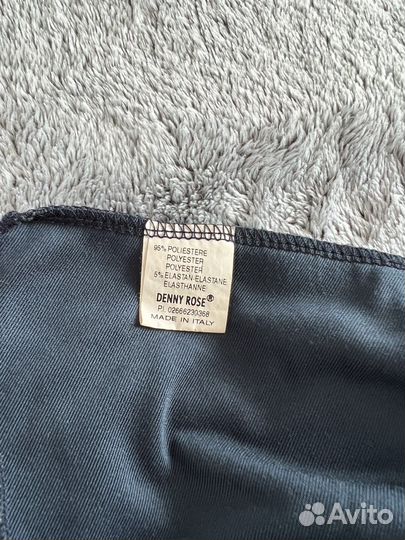 95% POLIESTERE
POLYESTER
POLYESTER
5% ELASTAN-ELASTANE
ELASTHANNE
DENNY ROSE®
P.I. 02666230368
MADE IN ITALY
Avito